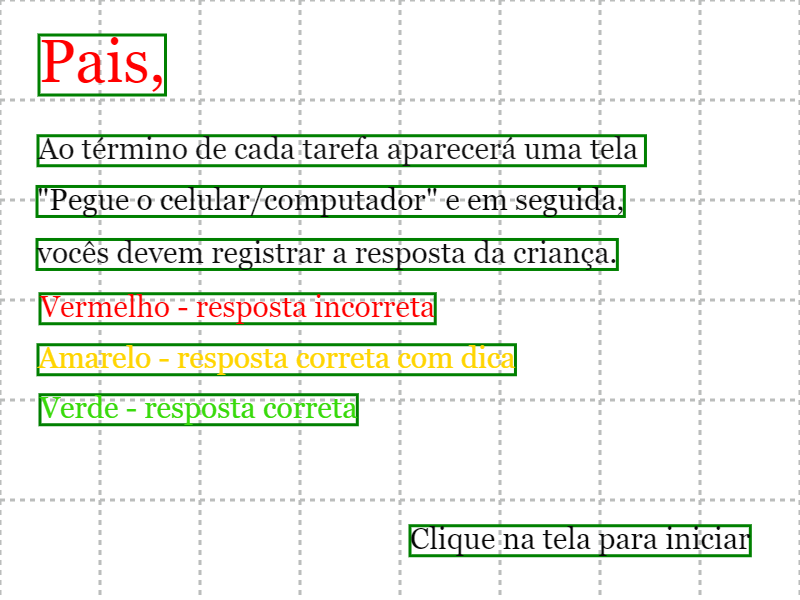 Pais,
Ao término de cada tarefa aparecerá uma tela
"Pegue o celular/computador" e em seguida,
vocês devem registrar a resposta da criança.
Vermelho - resposta incorreta
Amarelo - resposta correta com dica
Verde - resposta correta
Clique na tela para iniciar